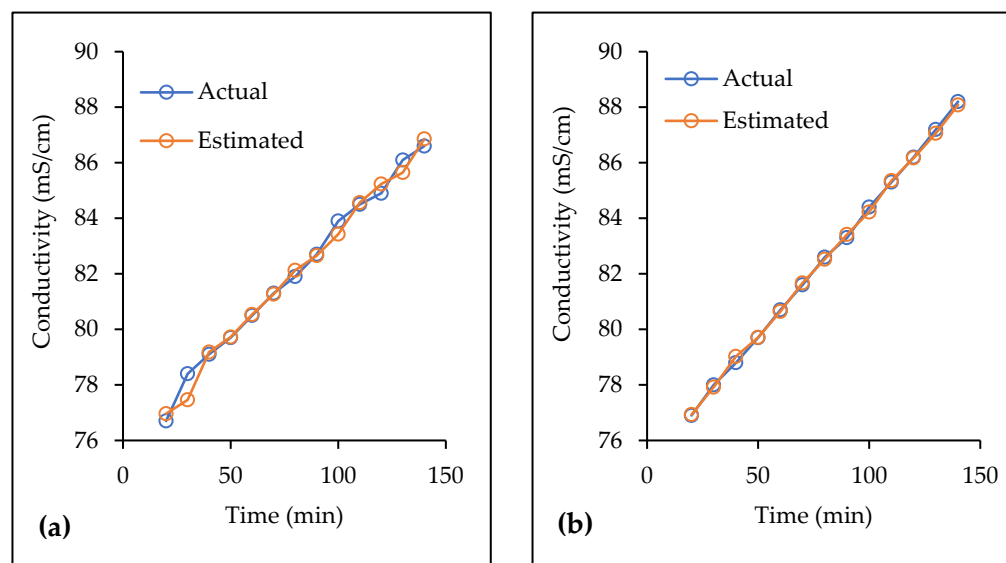 90
88
86
84
82
80
78
76
Conductivity (mS/cm)
Actual
Estimated
0
50
100
150
Time (min)
(a)
90
88
86
84
82
80
78
76
Conductivity (mS/cm)
Actual
Estimated
0
50
100
150
Time (min)
(b)